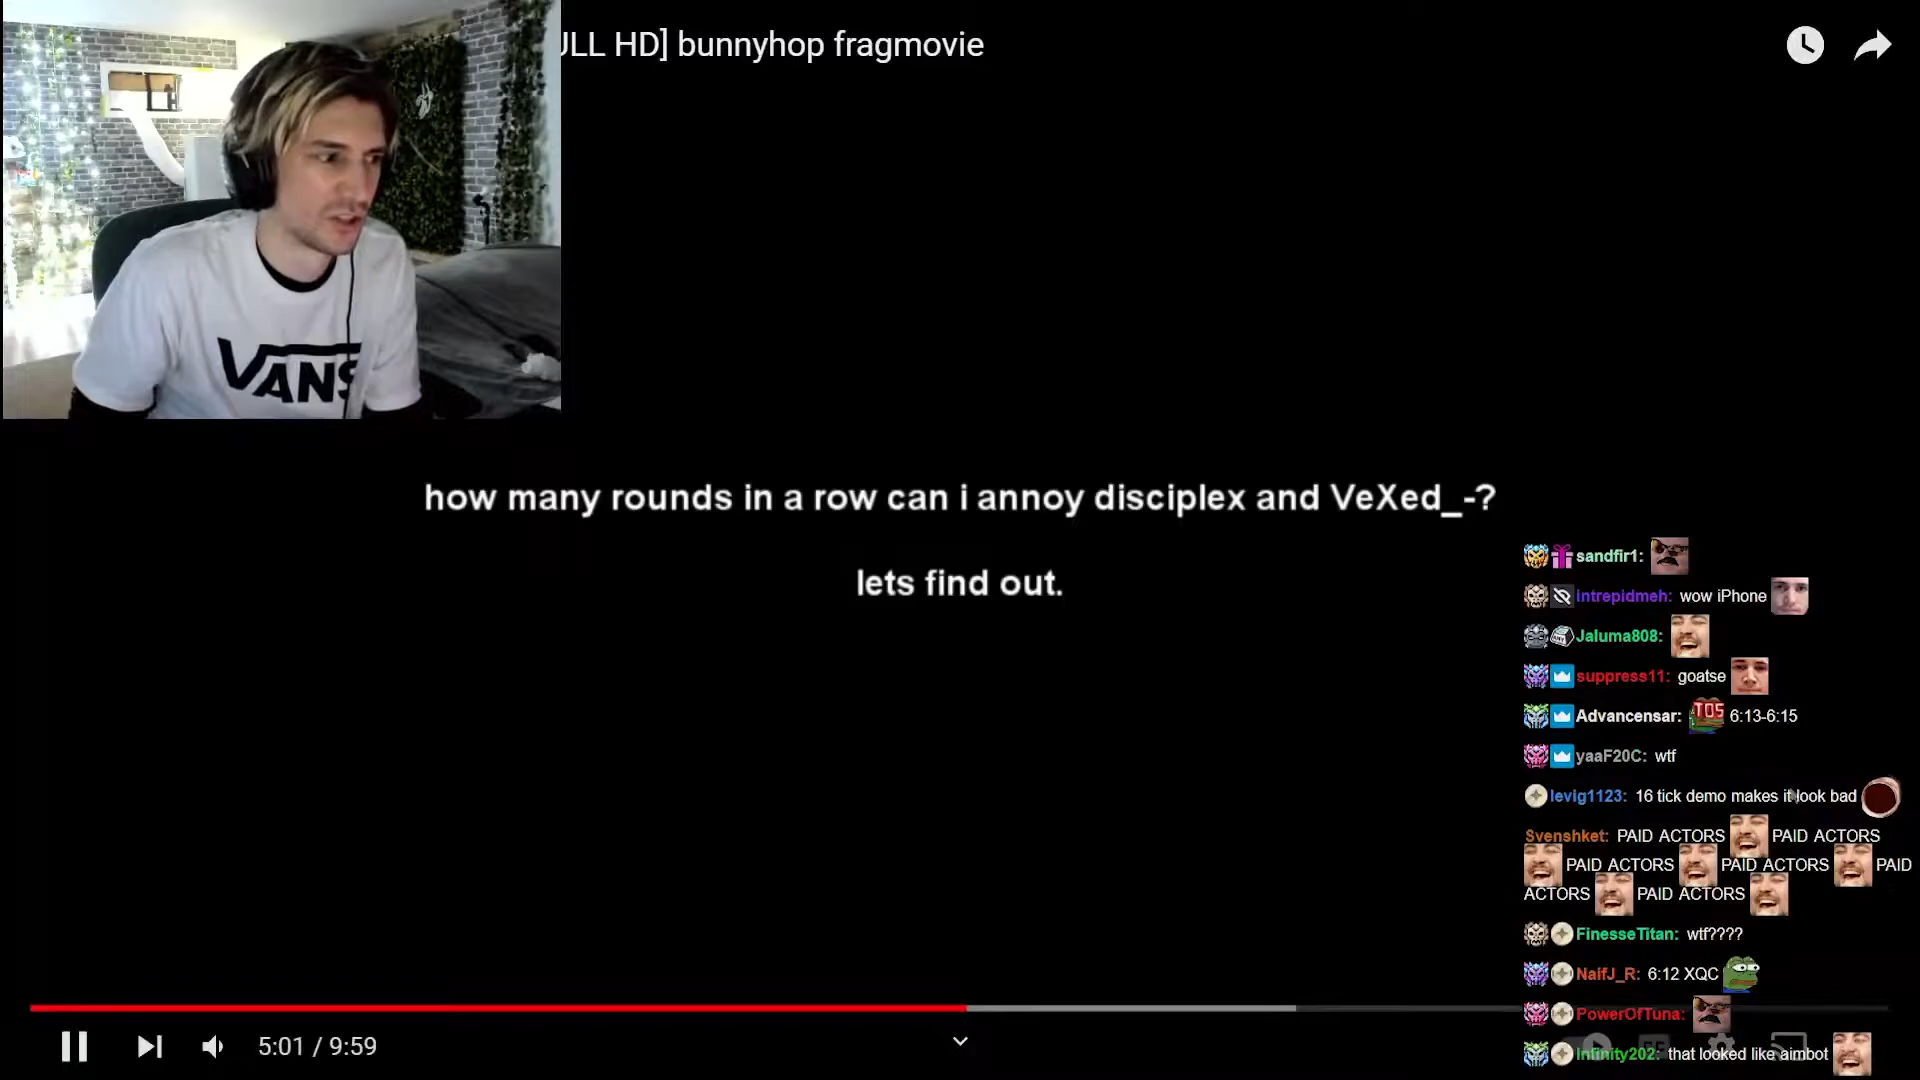 ULL HD] bunnyhop fragmovie
VANS
how many rounds in a row can i annoy disciplex and VeXed_-?
lets find out.
sandfir1:
intrepidmeh: wow iPhone
Jaluma808:
suppress11: goatse
Advancensar: TOS 6:13-6:15
yaaF20C: wtf
levig1123: 16 tick demo makes it look bad
Svenshket: PAID ACTORS PAID ACTORS
PAID ACTORS PAID ACTORS PAID
ACTORS PAID ACTORS
FinesseTitan: wtf????
NaifJ_R: 6:12 XQC
PowerOfTuna:
Infinity202: that looked like aimbot
5:01 / 9:59